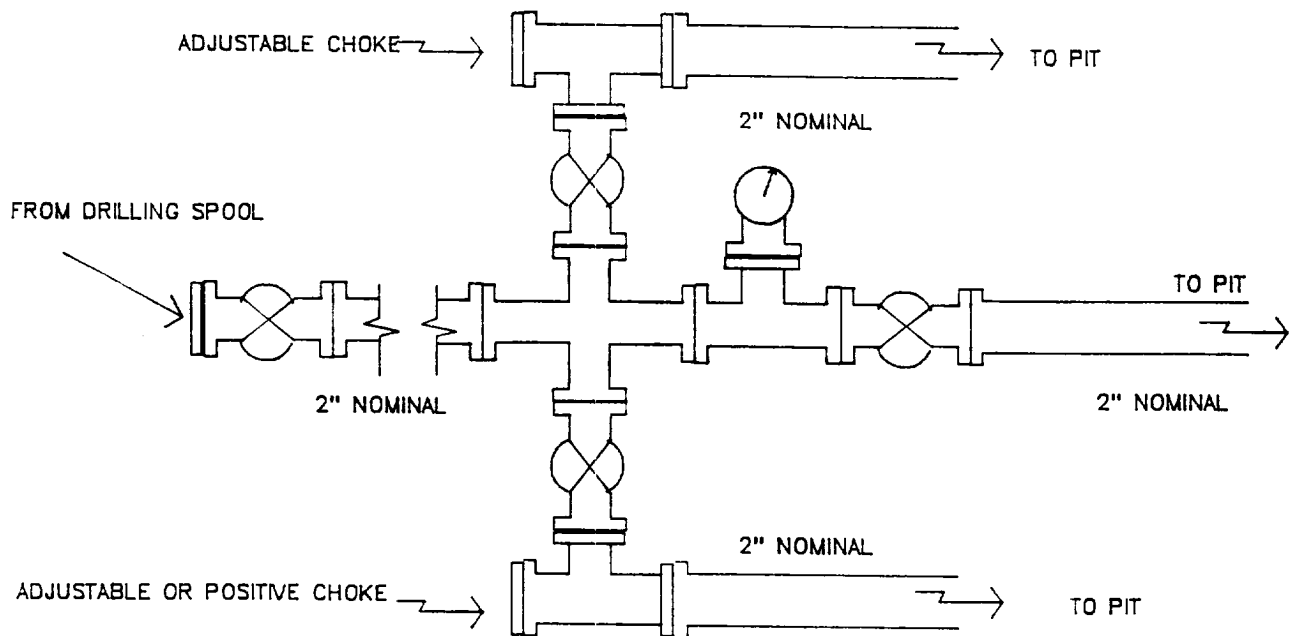 ADJUSTABLE CHOKE
TO PIT
2" NOMINAL
FROM DRILLING SPOOL
TO PIT
2" NOMINAL
2" NOMINAL
2" NOMINAL
ADJUSTABLE OR POSITIVE CHOKE
TO PIT